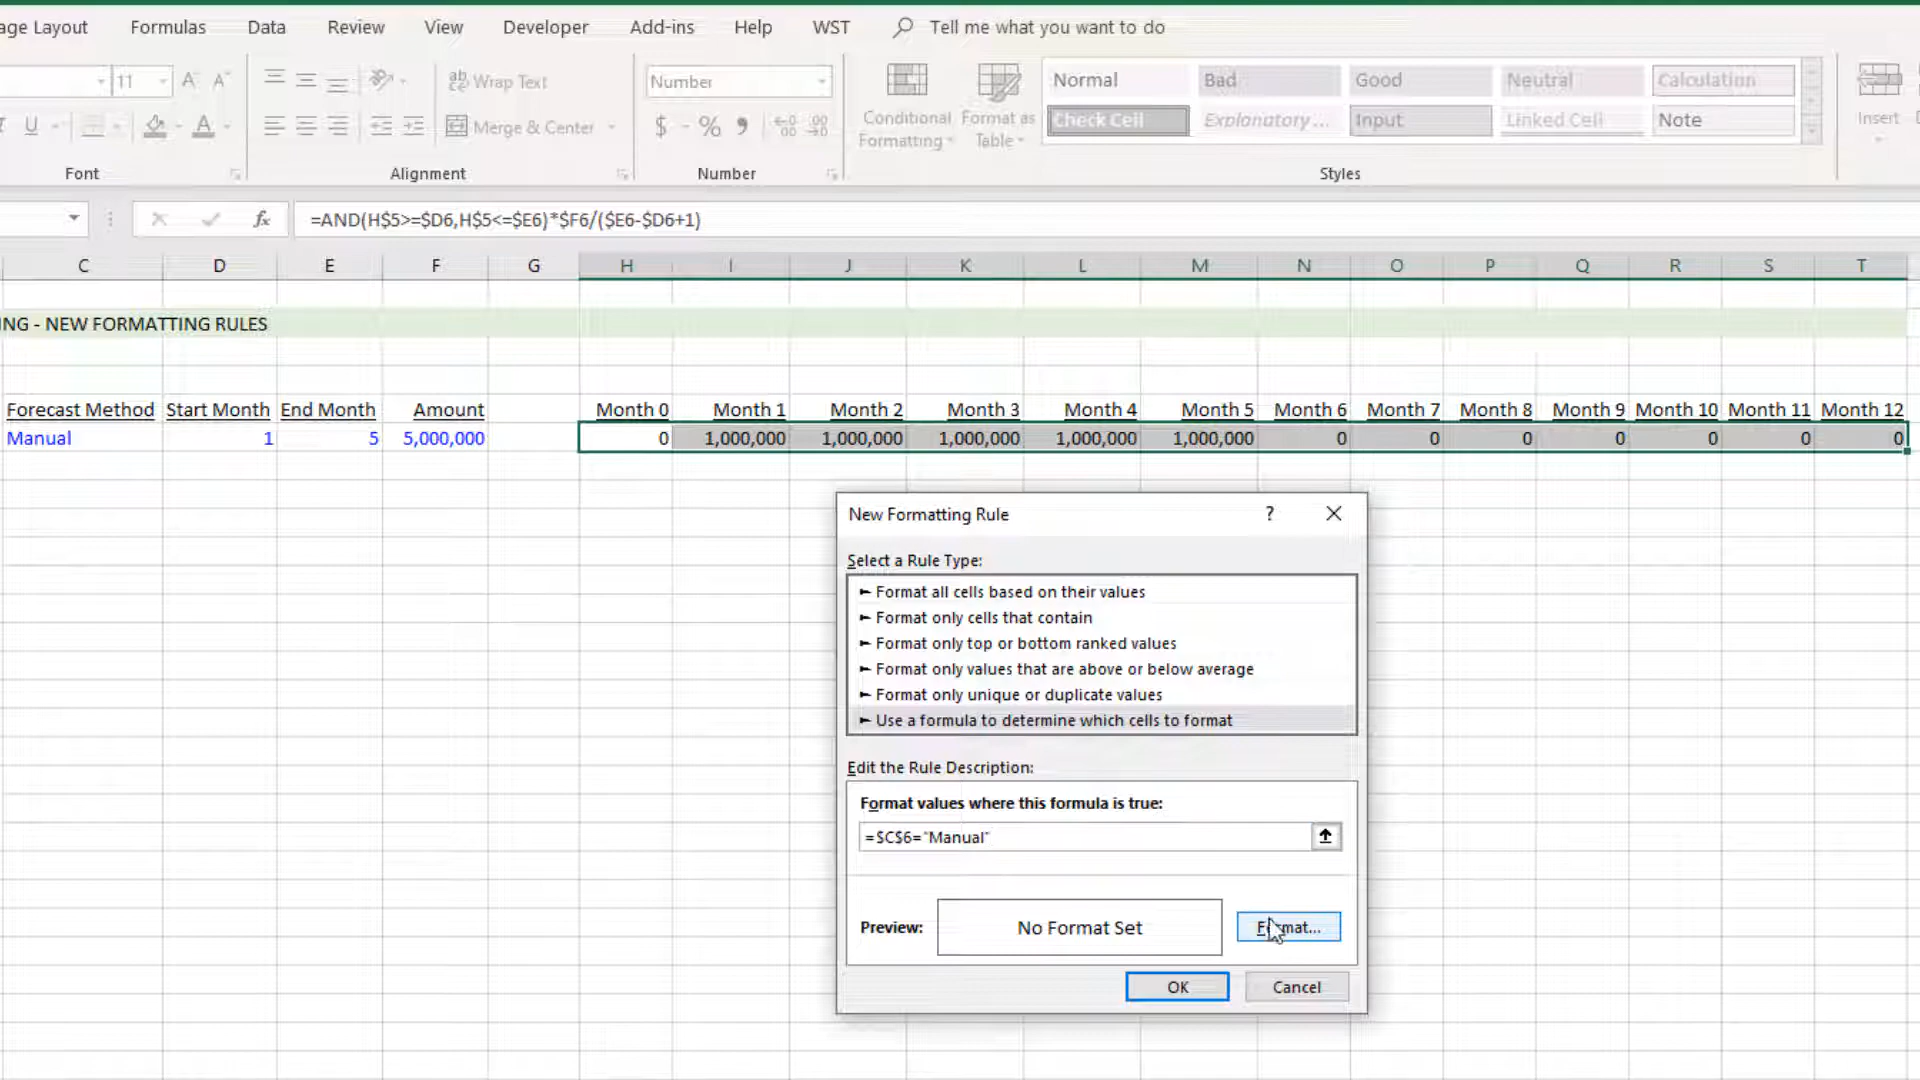 age Layout Formulas Data Review View Developer Add-ins Help WST Tell me what you want to do
11 A A Wrap Text Number Conditional Formatting Format as Table Normal Bad Good Neutral Calculation
U A Merge & Center $ % Check Cell Explanatory ... Input Linked Cell Note Insert
Font Alignment Number Styles
fx =AND(H$5>=$D6,H$5<=$E6)*$F6/($E6-$D6+1)
C D E F G H I J K L M N O P Q R S T
NG - NEW FORMATTING RULES
Forecast Method Start Month End Month Amount Month 0 Month 1 Month 2 Month 3 Month 4 Month 5 Month 6 Month 7 Month 8 Month 9 Month 10 Month 11 Month 12
Manual 1 5 5,000,000 0 1,000,000 1,000,000 1,000,000 1,000,000 1,000,000 0 0 0 0 0 0 0
New Formatting Rule ?
Select a Rule Type:
► Format all cells based on their values
► Format only cells that contain
► Format only top or bottom ranked values
► Format only values that are above or below average
► Format only unique or duplicate values
► Use a formula to determine which cells to format
Edit the Rule Description:
Format values where this formula is true:
=$C$6="Manual"
Preview: No Format Set Format...
OK Cancel